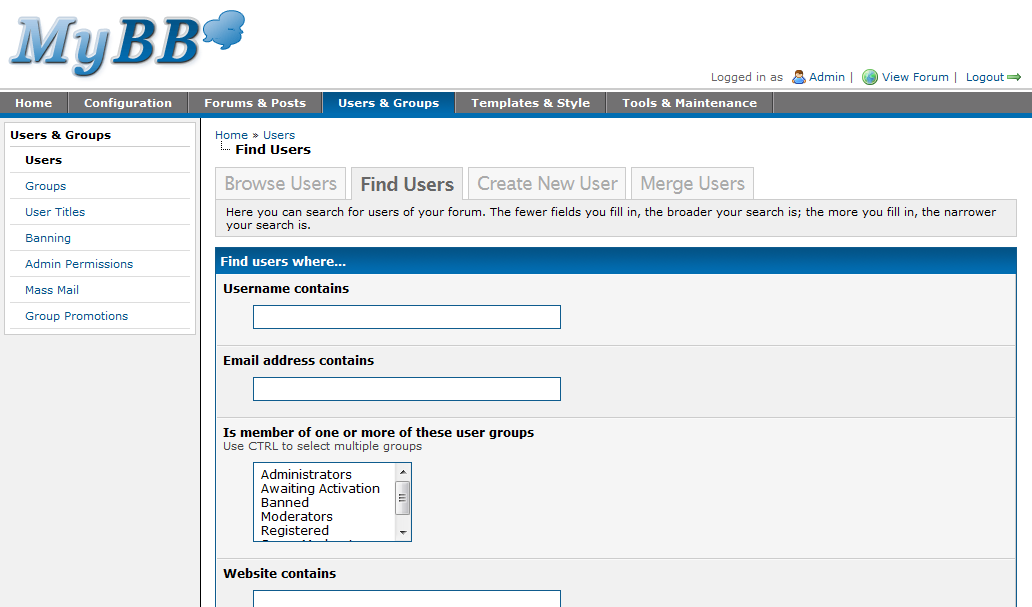 MyBB
Logged in as Admin | View Forum | Logout
Home Configuration Forums & Posts Users & Groups Templates & Style Tools & Maintenance
Users & Groups
Users
Groups
User Titles
Banning
Admin Permissions
Mass Mail
Group Promotions
Home » Users
Find Users
Browse Users Find Users Create New User Merge Users
Here you can search for users of your forum. The fewer fields you fill in, the broader your search is; the more you fill in, the narrower
your search is.
Find users where...
Username contains
Email address contains
Is member of one or more of these user groups
Use CTRL to select multiple groups
Administrators
Awaiting Activation
Banned
Moderators
Registered
Website contains